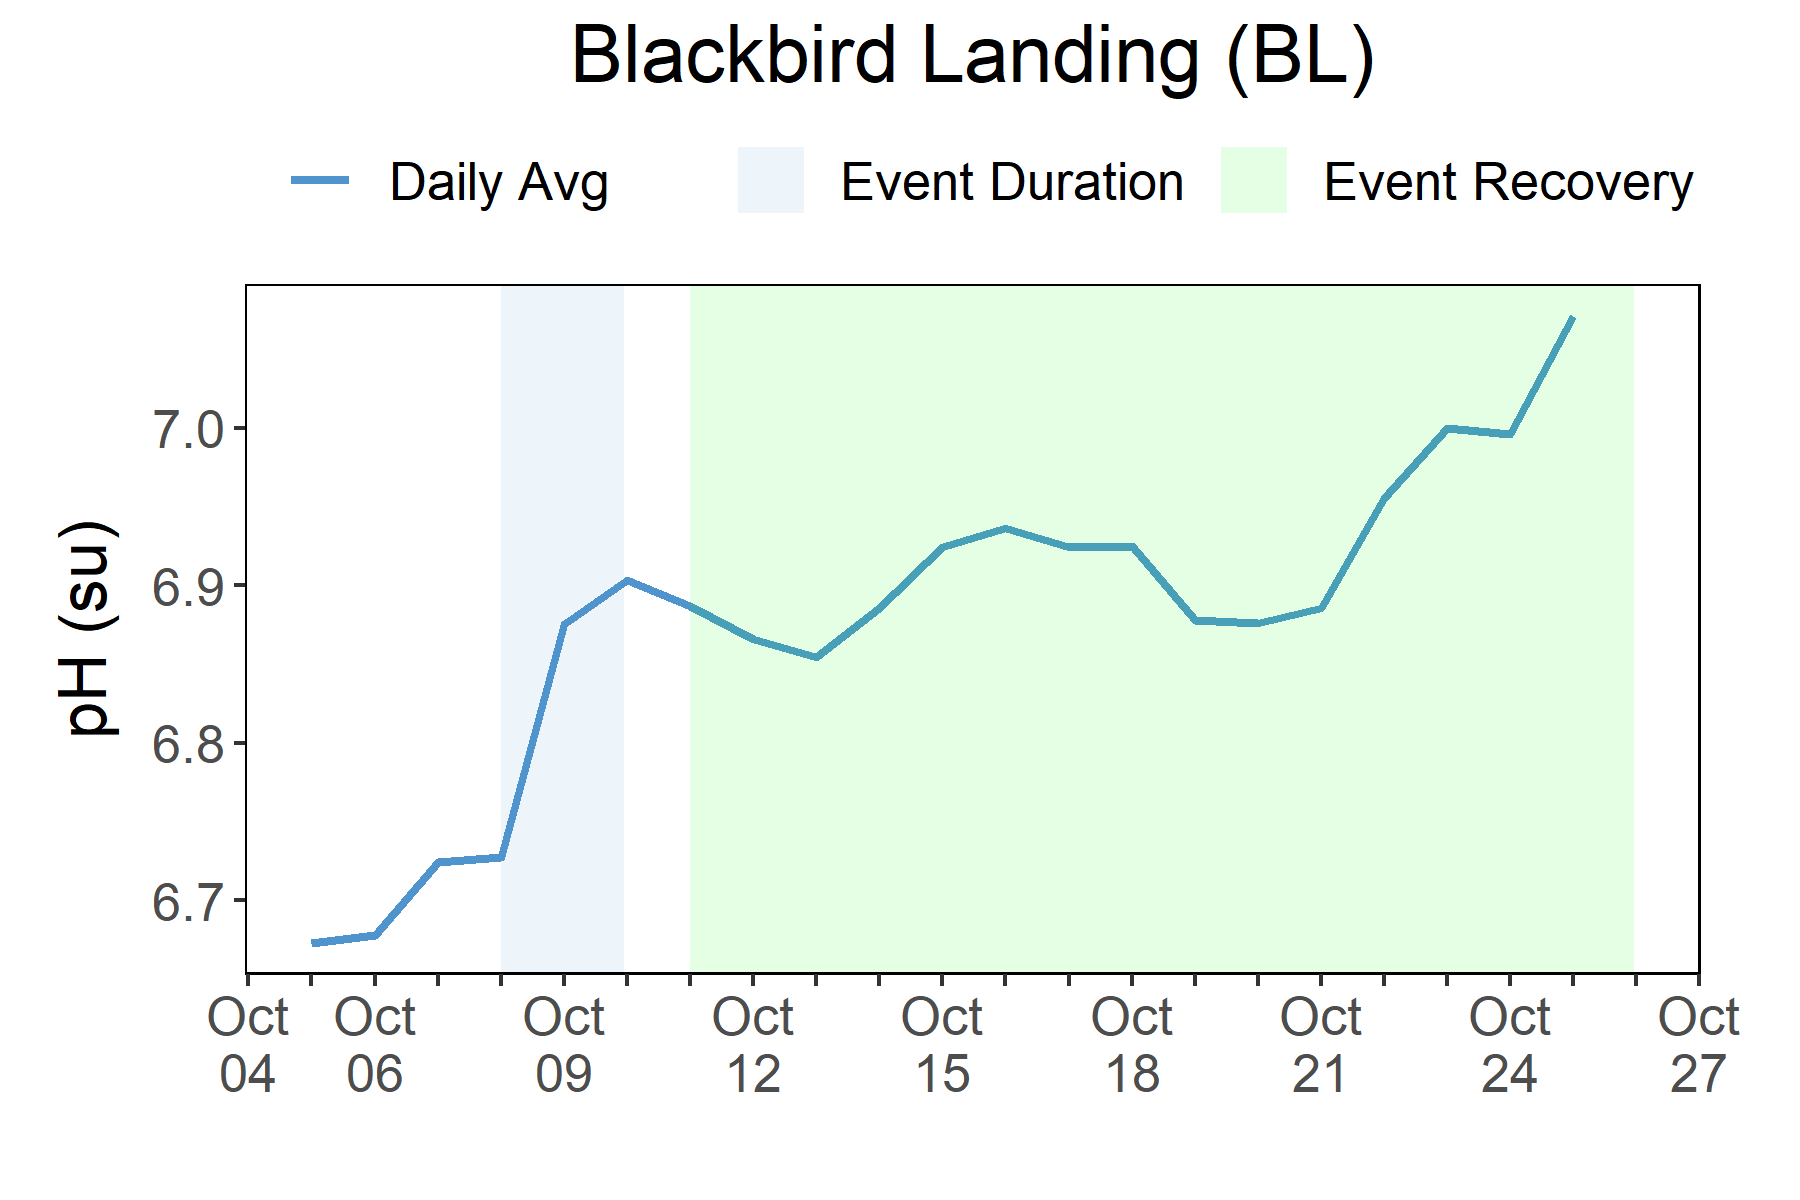 Blackbird Landing (BL)
Daily Avg Event Duration Event Recovery
pH (su)
7.0
6.9
6.8
6.7
Oct Oct Oct Oct Oct Oct Oct Oct Oct
04 06 09 12 15 18 21 24 27